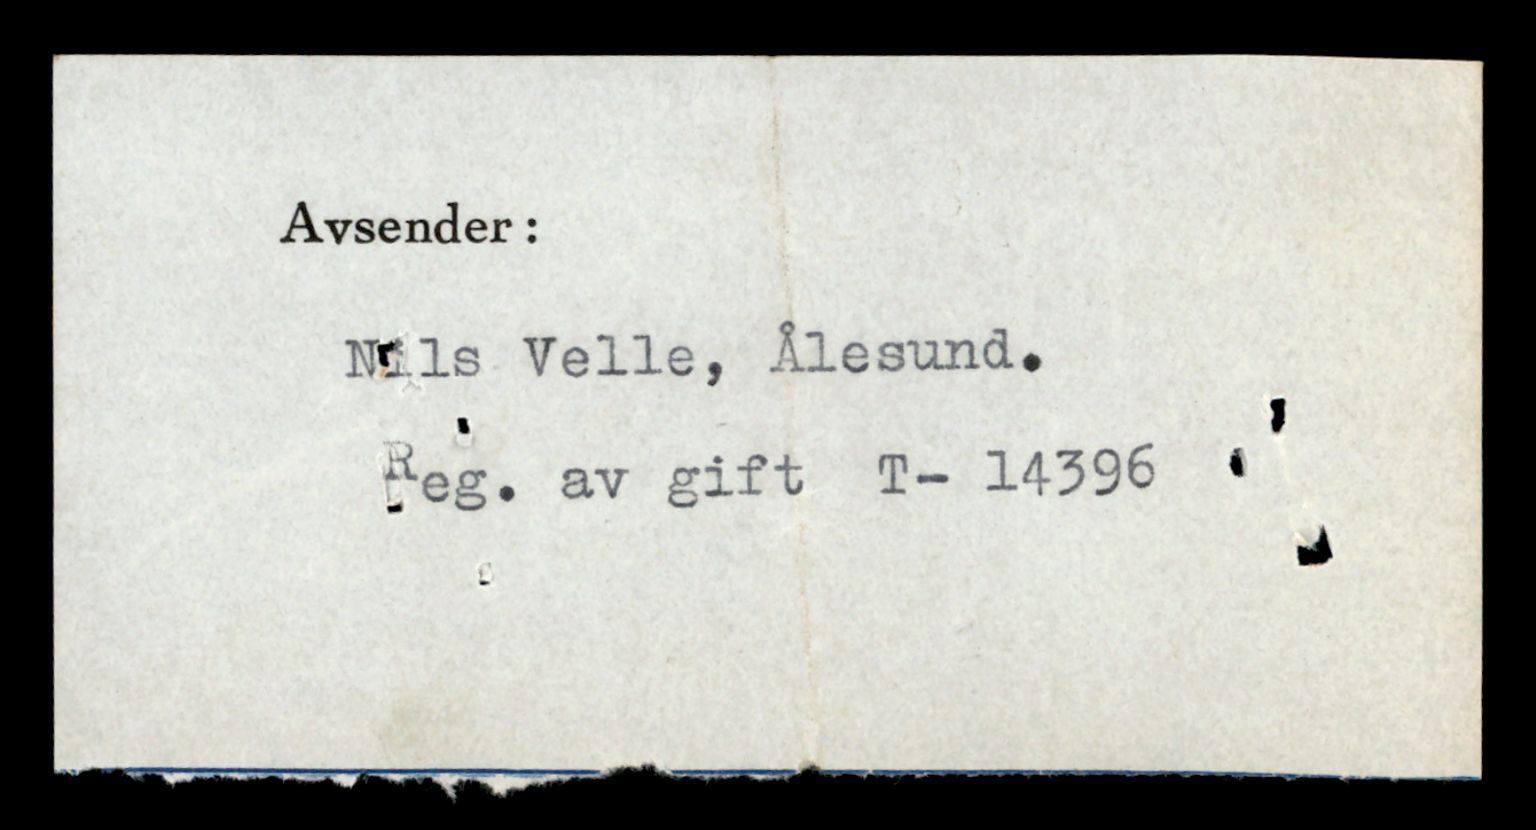 Avsender:
Nils Velle, Ålesund.
Reg. av gift T- 14396